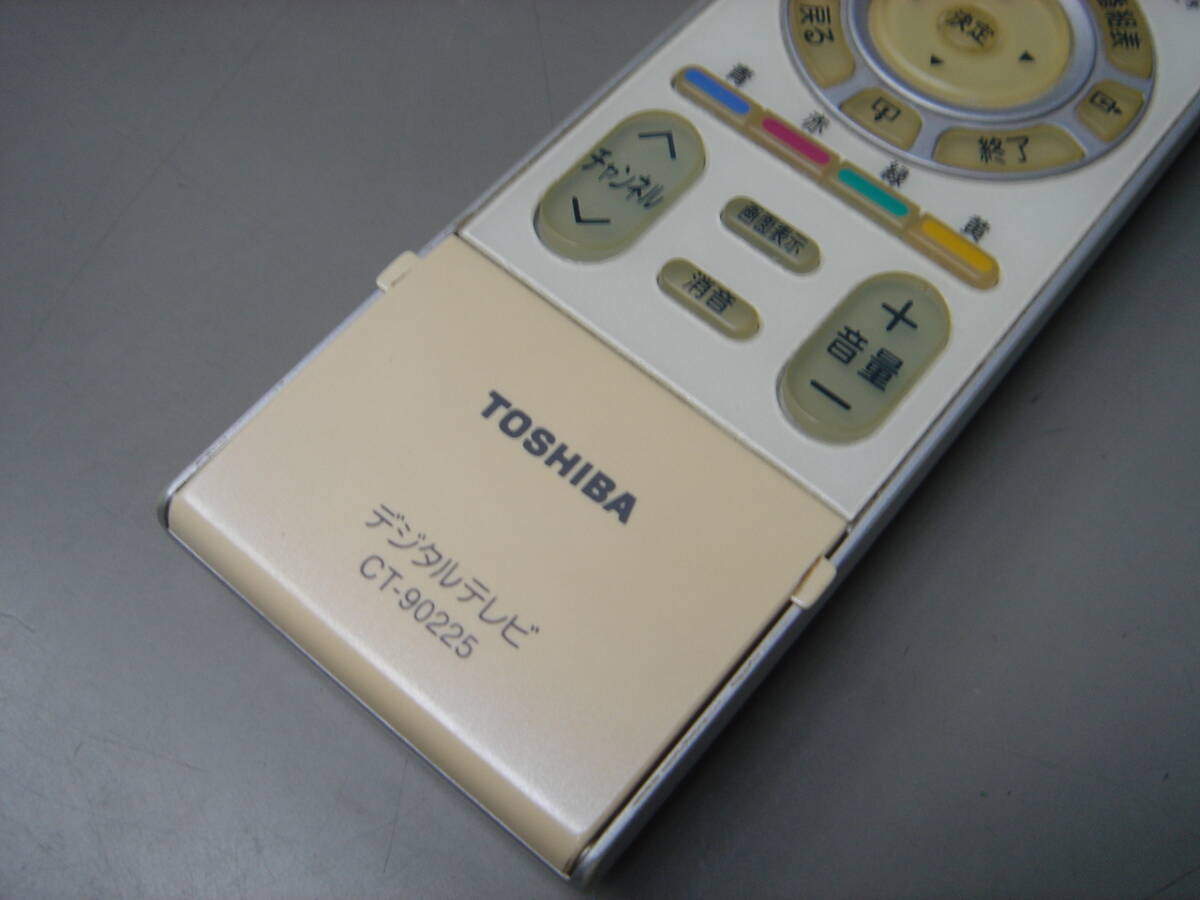 決定
戻る
番組表
甲
終了
青
赤
緑
黄
チャンネル
画面表示
消音
＋
音量
－
TOSHIBA
デジタルテレビ
CT-90225